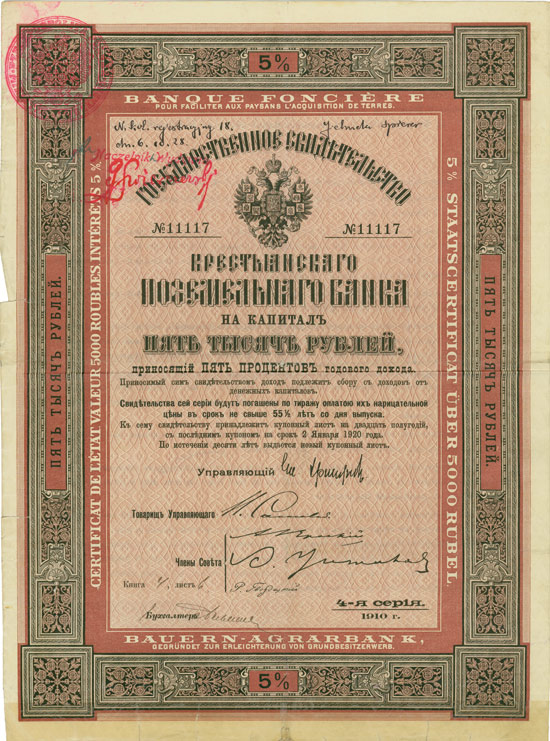 5%
BANQUE FONCIÈRE
POUR FACILITER AUX PAYSANS L'ACQUISITION DE TERRES.
dn. 6. 28.
ГОСУДАРСТВЕННОЕ СВИДѢТЕЛЬСТВО
№11117 №11117
КРЕСТЬЯНСКАГО
ПОЗЕМЕЛЬНАГО БАНКА
НА КАПИТАЛЪ
ПЯТЬ ТЫСЯЧЪ РУБЛЕЙ,
приносящій ПЯТЬ ПРОЦЕНТОВЪ годового дохода.
Приносимый симъ свидѣтельствомъ доходъ подлежитъ сбору съ доходовъ отъ
денежныхъ капиталовъ.
Свидѣтельства сей серіи будутъ погашены по тиражу оплатою ихъ нарицательной
цѣны въ срокъ не свыше 55½ лѣтъ со дня выпуска.
Къ сему свидѣтельству принадлежитъ купонный листъ на двадцать полугодій,
съ послѣднимъ купономъ на срокъ 2 Января 1920 года.
По истеченіи десяти лѣтъ выдается новый купонный листъ.
Управляющій
Товарищъ Управляющаго
Члены Совѣта
Книга листъ 6
Бухгалтеръ
4-я серія.
1910 г.
BAUERN-AGRARBANK,
GEGRÜNDET ZUR ERLEICHTERUNG VON GRUNDBESITZERWERB.
5%
CERTIFICAT DE L'ÉTAT VALEUR 5000 ROUBLES INTÉRÊTS 5%
ПЯТЬ ТЫСЯЧЪ РУБЛЕЙ.
5% STAATSCERTIFICAT ÜBER 5000 RUBEL
ПЯТЬ ТЫСЯЧЪ РУБЛЕЙ.